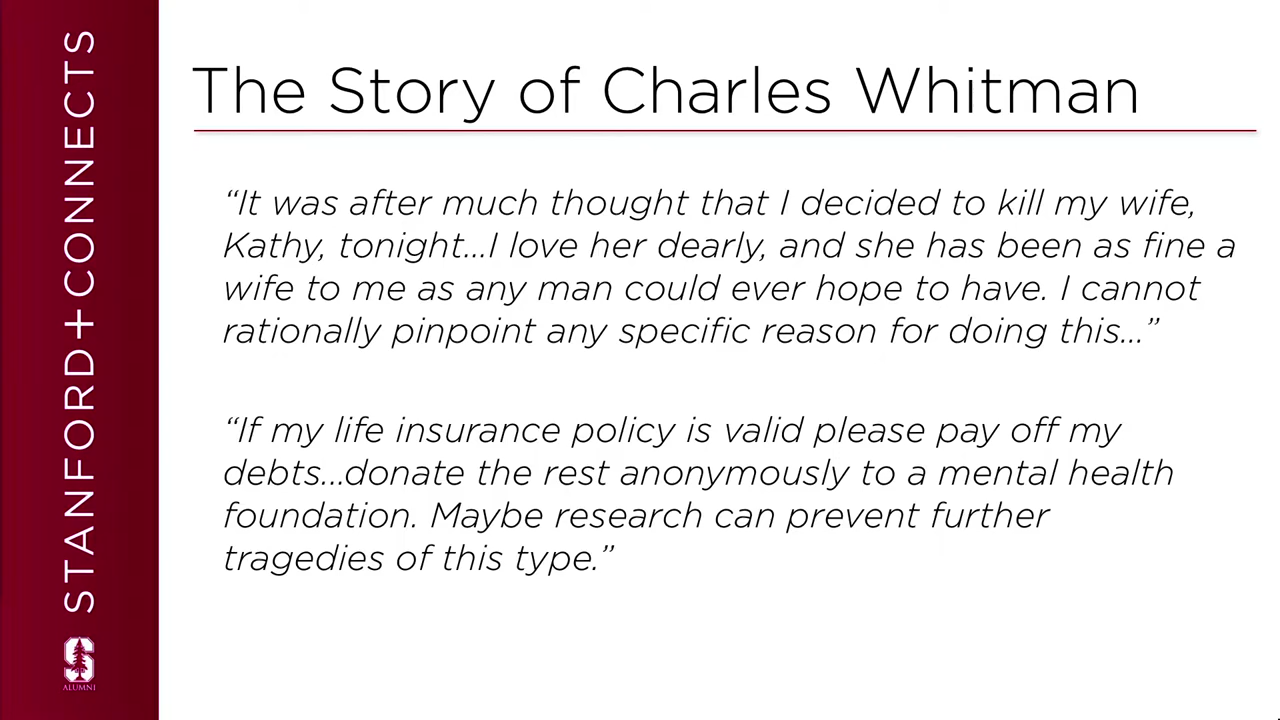 STANFORD+CONNECTS
S
ALUMNI
The Story of Charles Whitman
“It was after much thought that I decided to kill my wife,
Kathy, tonight...I love her dearly, and she has been as fine a
wife to me as any man could ever hope to have. I cannot
rationally pinpoint any specific reason for doing this...”
“If my life insurance policy is valid please pay off my
debts...donate the rest anonymously to a mental health
foundation. Maybe research can prevent further
tragedies of this type.”